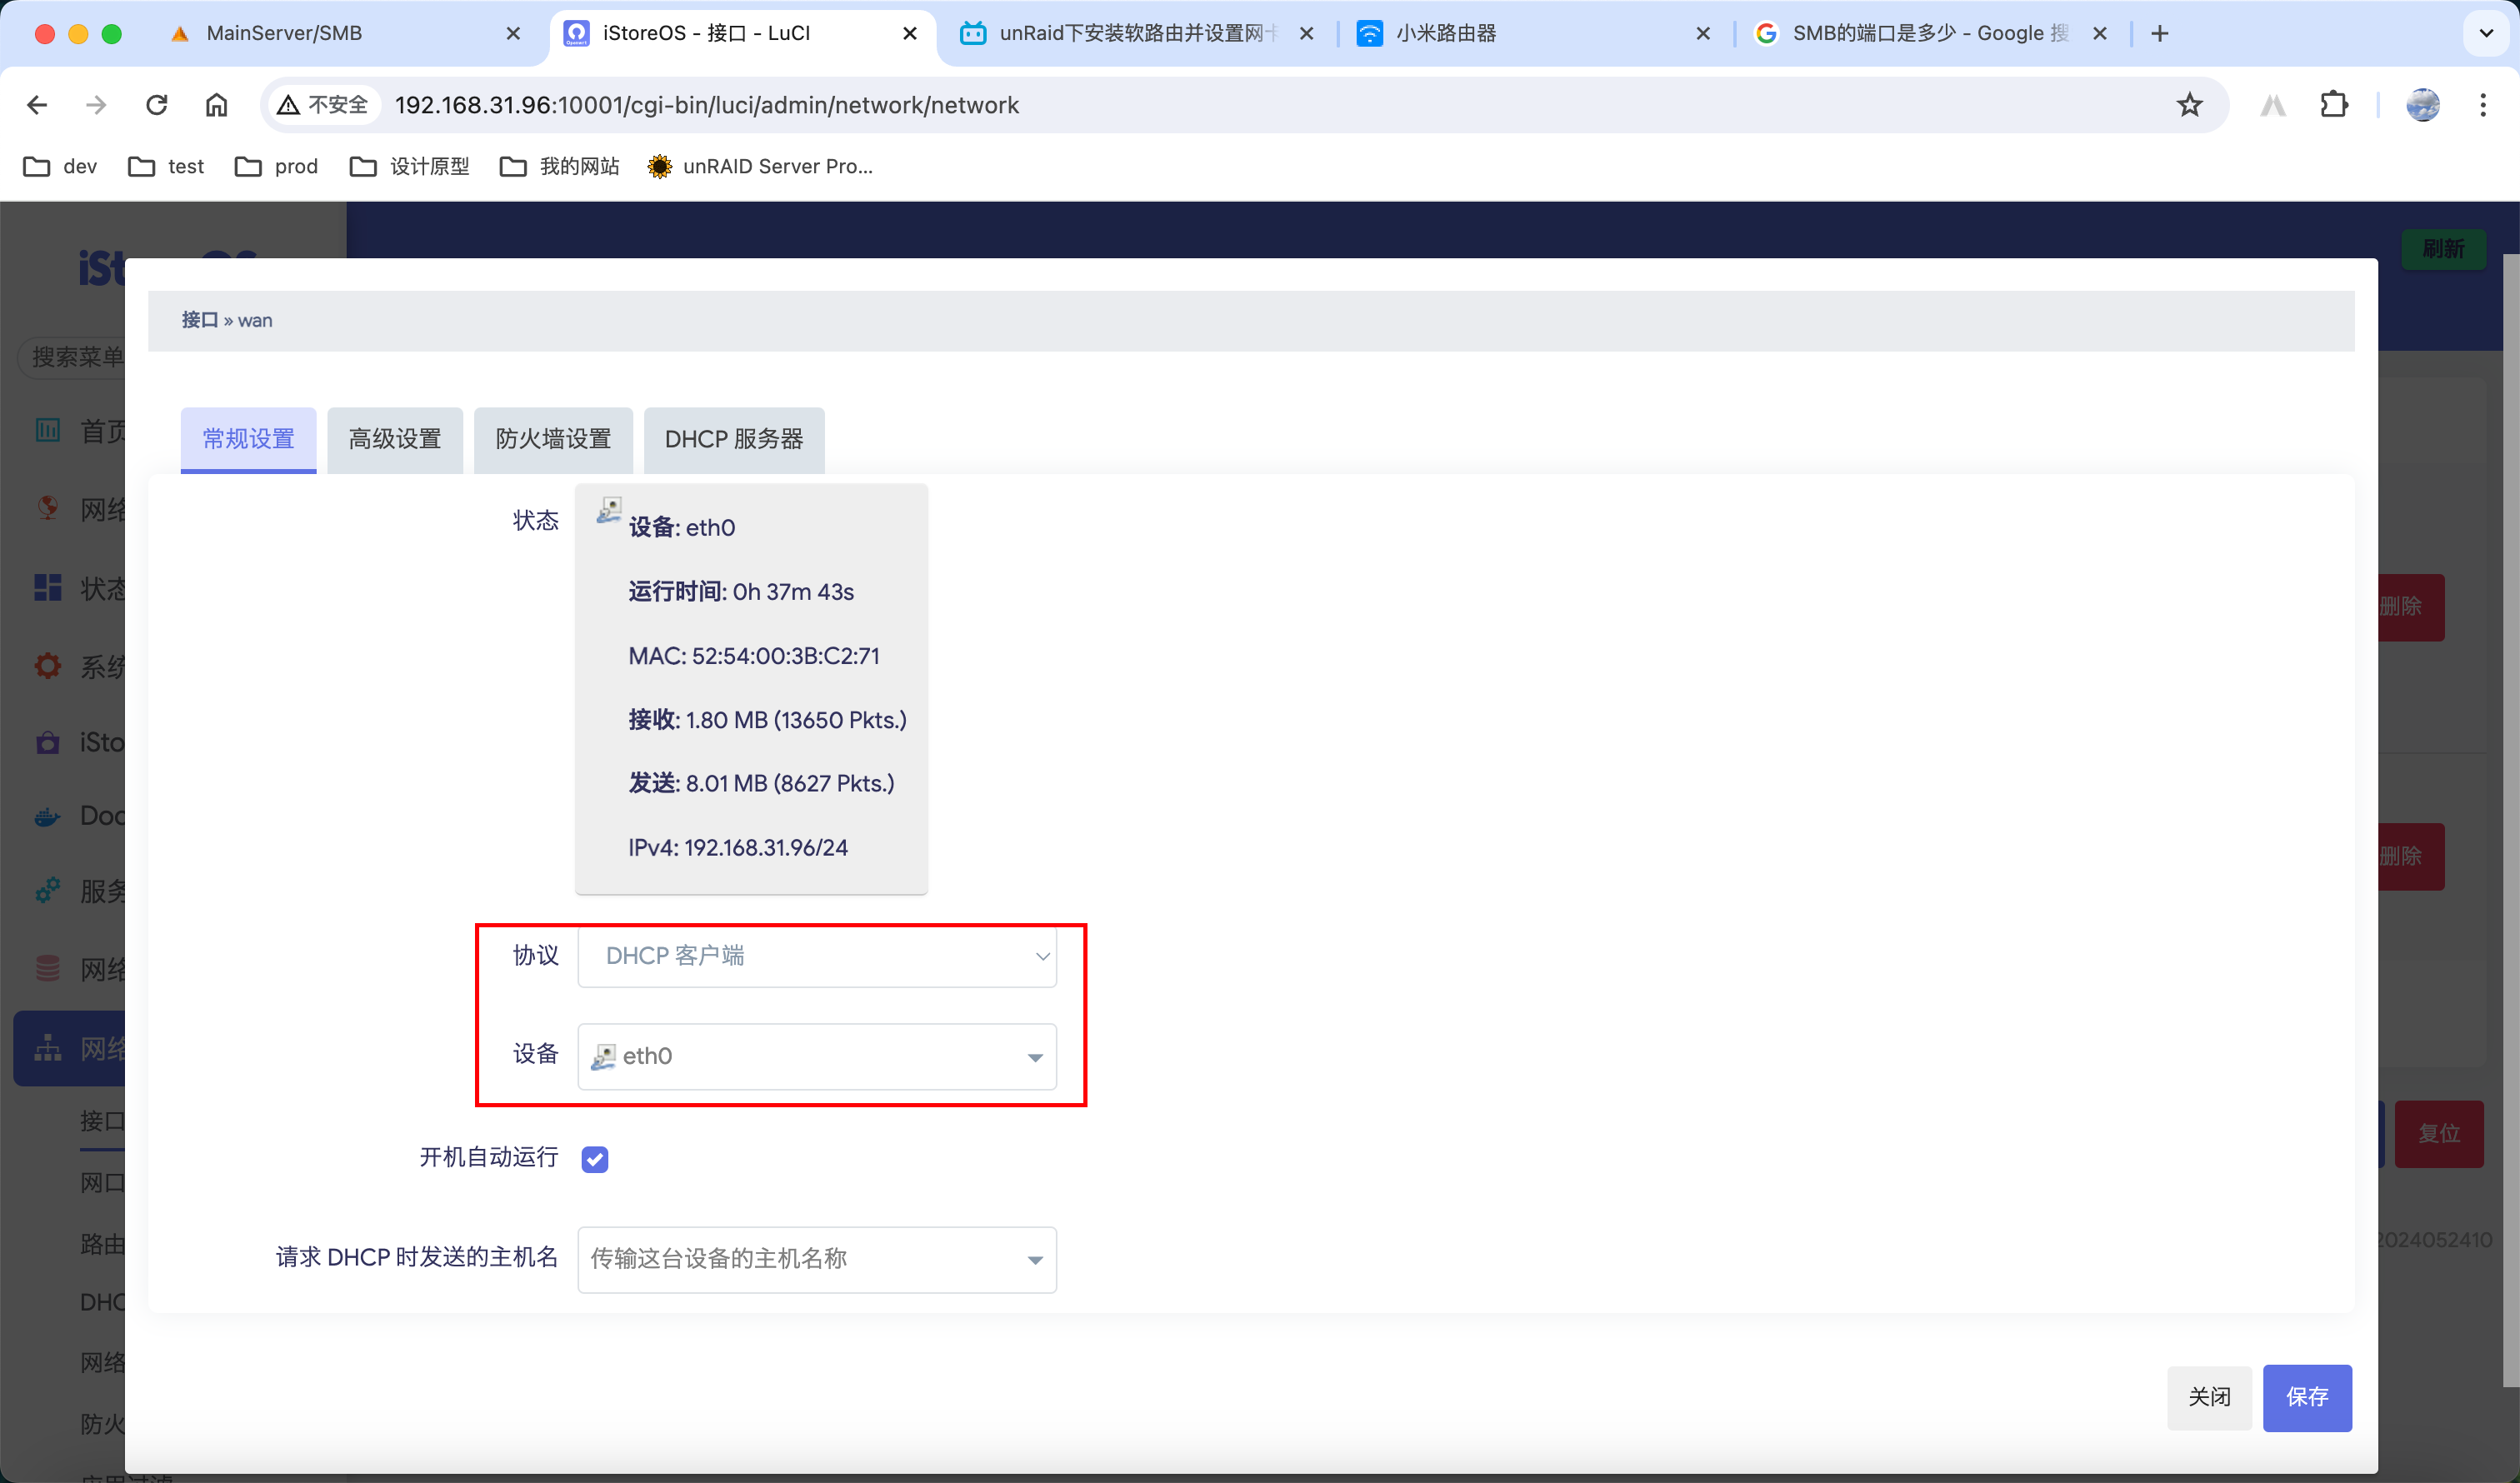 MainServer/SMB
iStoreOS - 接口 - LuCI
unRaid下安装软路由并设置网卡
小米路由器
SMB的端口是多少 - Google 搜
不安全
192.168.31.96:10001/cgi-bin/luci/admin/network/network
dev
test
prod
设计原型
我的网站
unRAID Server Pro...
刷新
接口 » wan
搜索菜单
常规设置
高级设置
防火墙设置
DHCP 服务器
首页
网络
状态
系统
iSto
Doc
服务
网络
网络
接口
网口
路由
DHC
网络
防火
状态
设备: eth0
运行时间: 0h 37m 43s
MAC: 52:54:00:3B:C2:71
接收: 1.80 MB (13650 Pkts.)
发送: 8.01 MB (8627 Pkts.)
IPv4: 192.168.31.96/24
协议
DHCP 客户端
设备
eth0
开机自动运行
请求 DHCP 时发送的主机名
传输这台设备的主机名称
删除
删除
复位
2024052410
关闭
保存